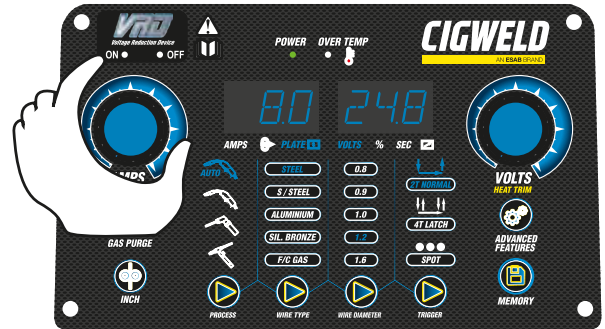 VRD
Voltage Reduction Device
ON OFF
POWER OVER TEMP
CIGWELD
AN ESAB BRAND
8.0 24.8
AMPS PLATE VOLTS % SEC
AMPS
VOLTS
HEAT TRIM
AUTO
STEEL
S / STEEL
ALUMINIUM
SIL. BRONZE
F/C GAS
0.8
0.9
1.0
1.2
1.6
2T NORMAL
4T LATCH
SPOT
GAS PURGE
INCH
ADVANCED
FEATURES
MEMORY
PROCESS
WIRE TYPE
WIRE DIAMETER
TRIGGER